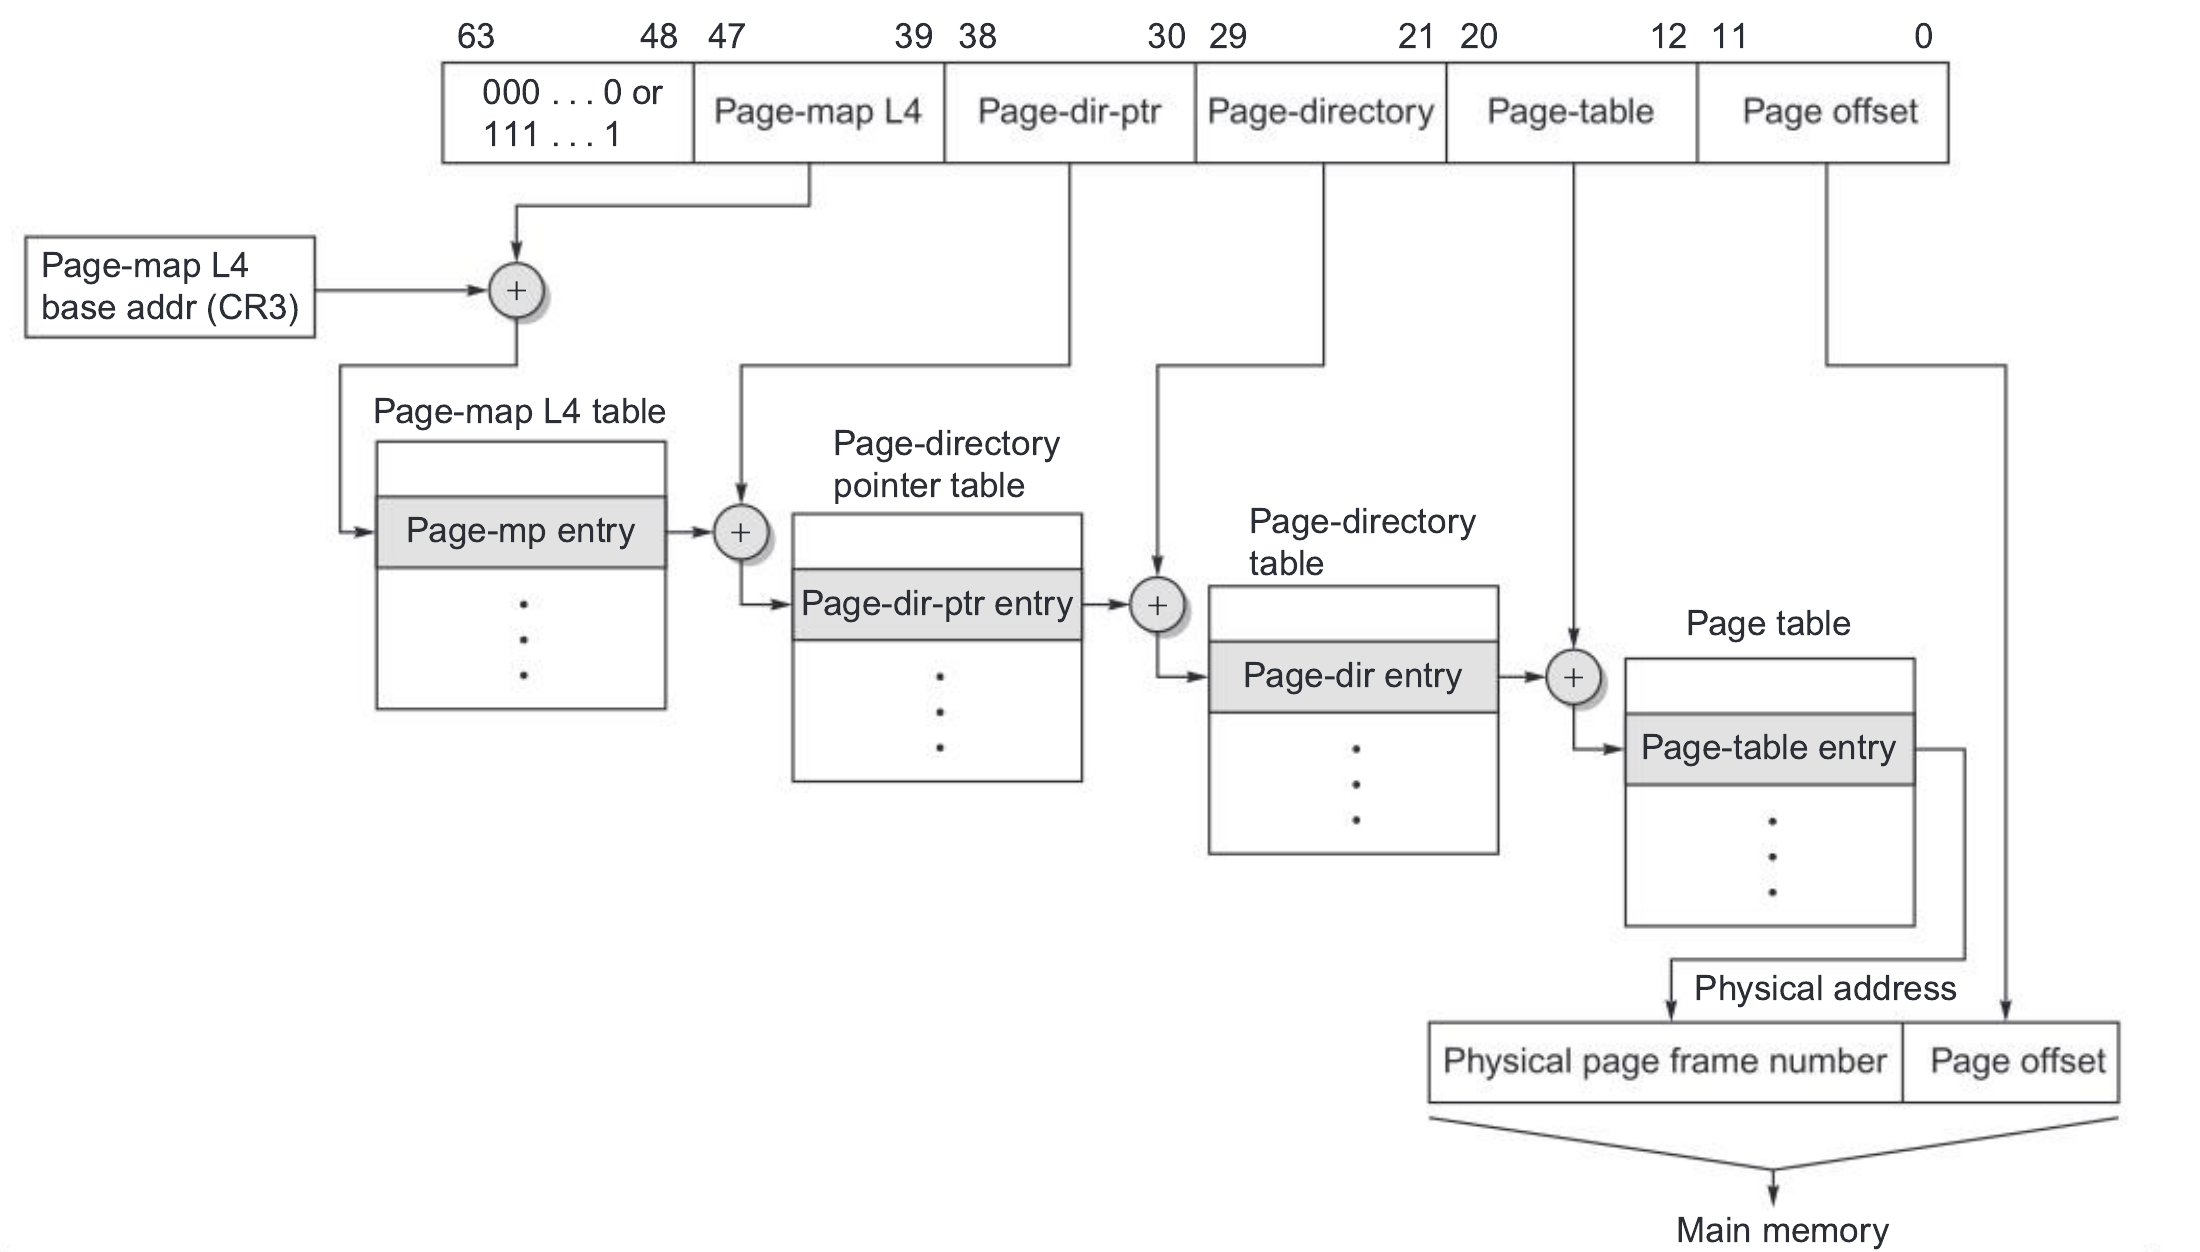 63 48 47 39 38 30 29 21 20 12 11 0
000 . . . 0 or
111 . . . 1
Page-map L4
Page-dir-ptr
Page-directory
Page-table
Page offset
Page-map L4
base addr (CR3)
+
Page-map L4 table
Page-mp entry
+
Page-directory
pointer table
Page-dir-ptr entry
+
Page-directory
table
Page-dir entry
+
Page table
Page-table entry
Physical address
Physical page frame number
Page offset
Main memory